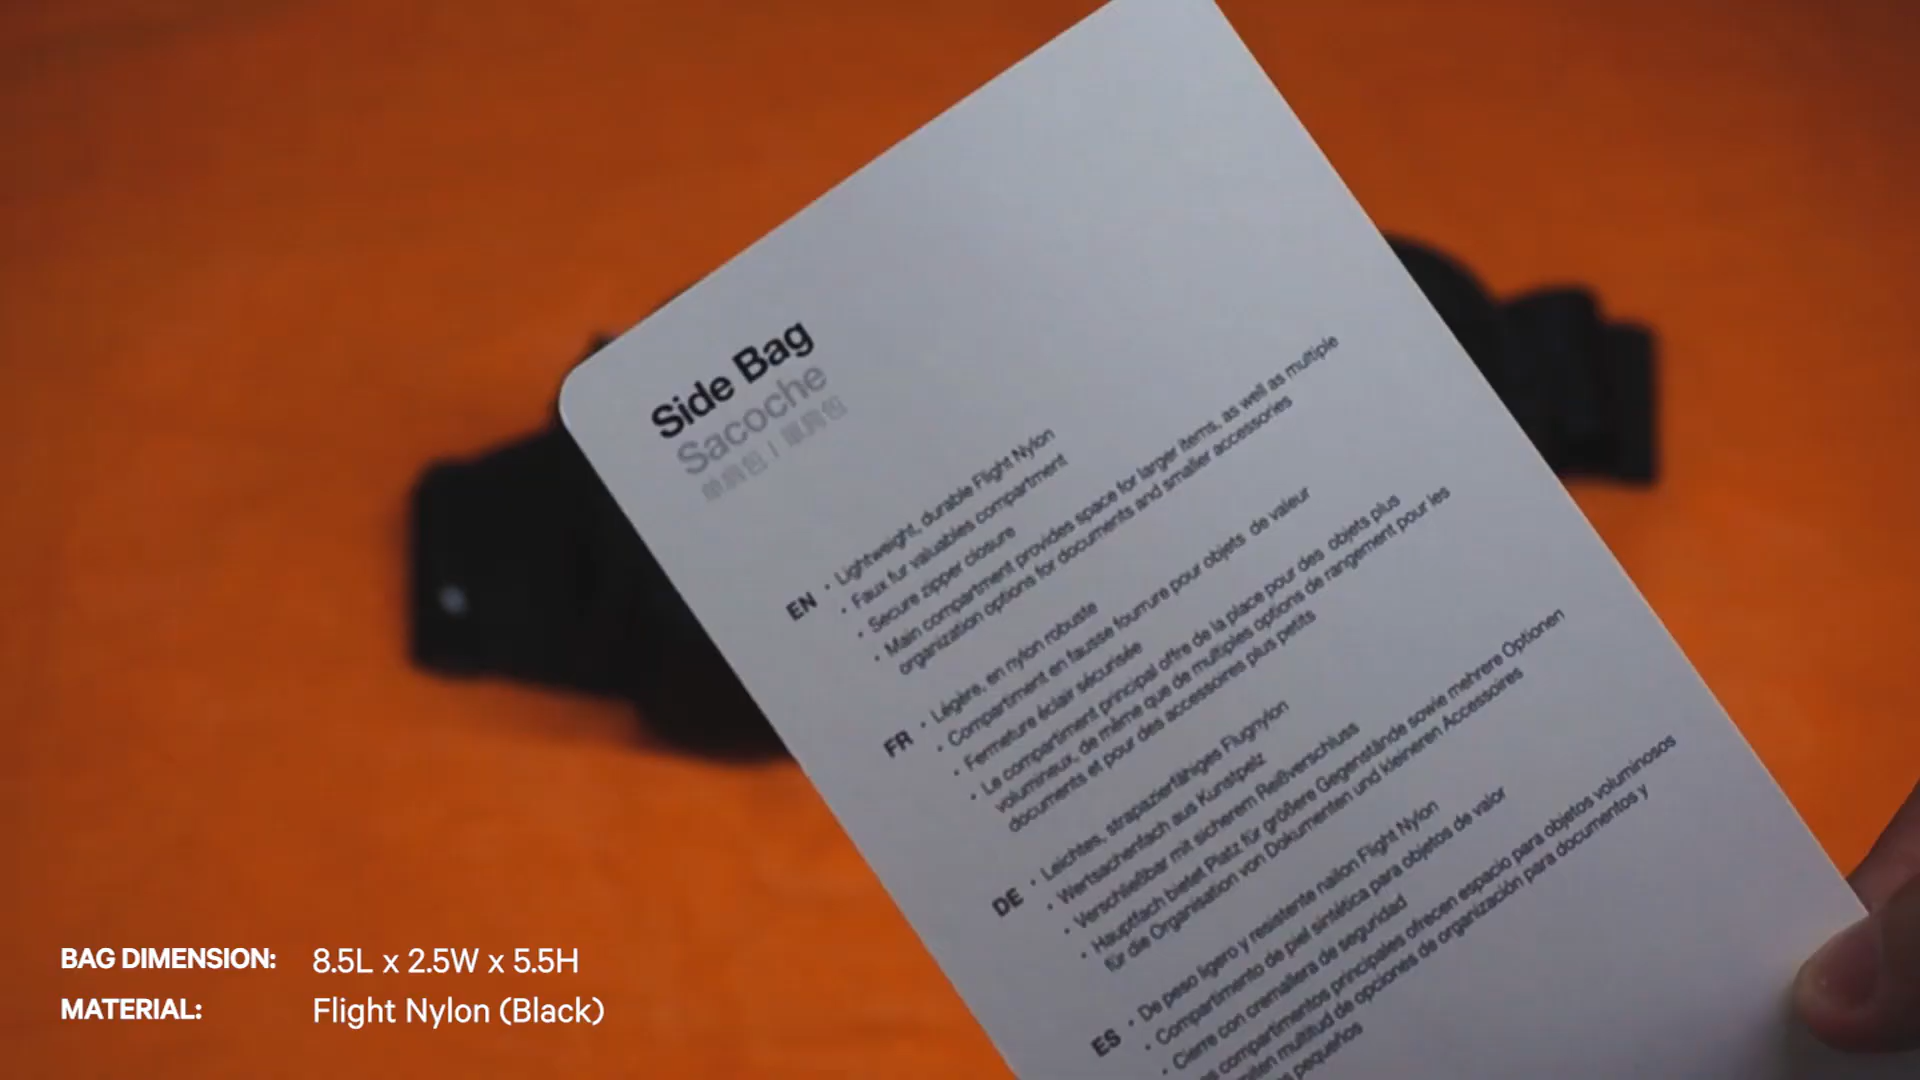 Side Bag
Sacoche
单肩包 | 單肩包
EN
• Lightweight, durable Flight Nylon
• Faux fur valuables compartment
• Secure zipper closure
• Main compartment provides space for larger items, as well as multiple
organization options for documents and smaller accessories
FR
• Légère, en nylon robuste
• Compartiment en fausse fourrure pour objets de valeur
• Fermeture éclair sécurisée
• Le compartiment principal offre de la place pour des objets plus
volumineux, de même que de multiples options de rangement pour les
documents et pour des accessoires plus petits
DE
• Leichtes, strapazierfähiges Flugnylon
• Wertsachenfach aus Kunstpelz
• Verschließbar mit sicherem Reißverschluss
• Hauptfach bietet Platz für größere Gegenstände sowie mehrere Optionen
für die Organisation von Dokumenten und kleineren Accessoires
ES
• De peso ligero y resistente nailon Flight Nylon
• Compartimento de piel sintética para objetos de valor
• Cierre con cremallera de seguridad
compartimentos principales ofrecen espacio para objetos voluminosos
multitud de opciones de organización para documentos y
pequeños
BAG DIMENSION: 8.5L x 2.5W x 5.5H
MATERIAL: Flight Nylon (Black)